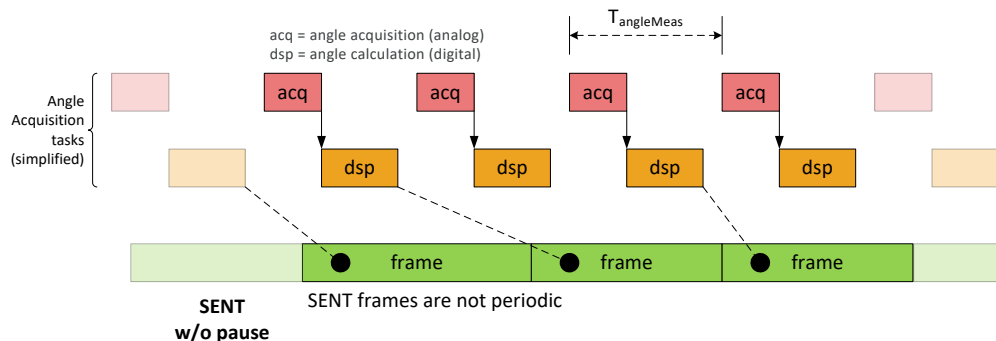 acq = angle acquisition (analog)
dsp = angle calculation (digital)
TangleMeas
Angle
Acquisition
tasks
(simplified)
acq
acq
acq
acq
dsp
dsp
dsp
dsp
frame
frame
frame
SENT
w/o pause
SENT frames are not periodic